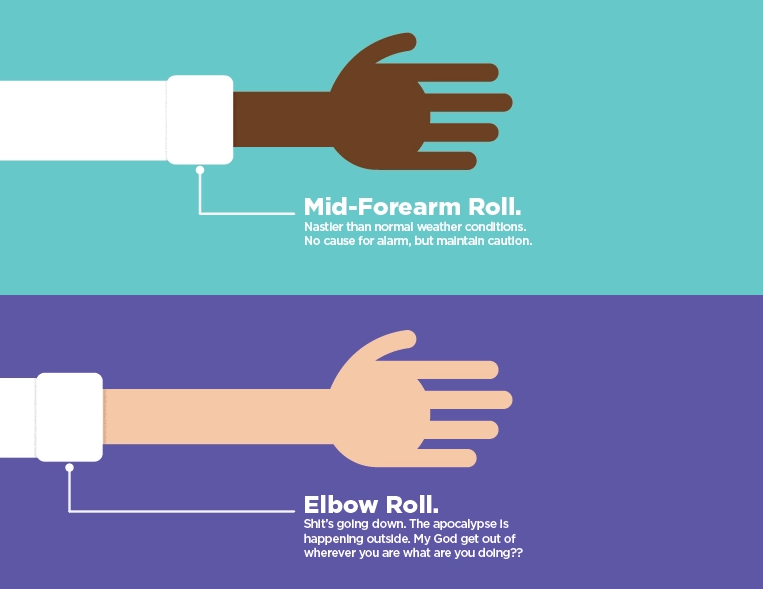 Mid-Forearm Roll.
Nastier than normal weather conditions.
No cause for alarm, but maintain caution.
Elbow Roll.
Shit's going down. The apocalypse is
happening outside. My God get out of
wherever you are what are you doing??